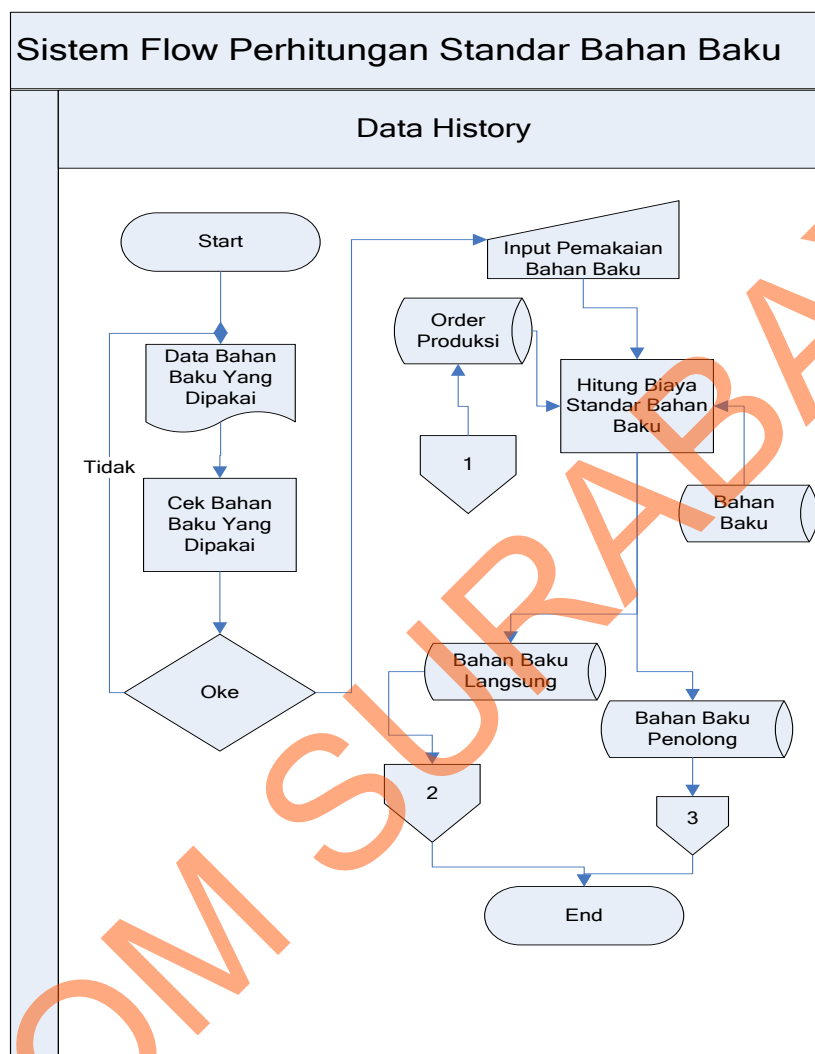 Sistem Flow Perhitungan Standar Bahan Baku
Data History
Start
Data Bahan
Baku Yang
Dipakai
Tidak
Cek Bahan
Baku Yang
Dipakai
Oke
Input Pemakaian
Bahan Baku
Order
Produksi
Hitung Biaya
Standar Bahan
Baku
1
Bahan
Baku
Bahan Baku
Langsung
Bahan Baku
Penolong
2
3
End
OM SURABAY